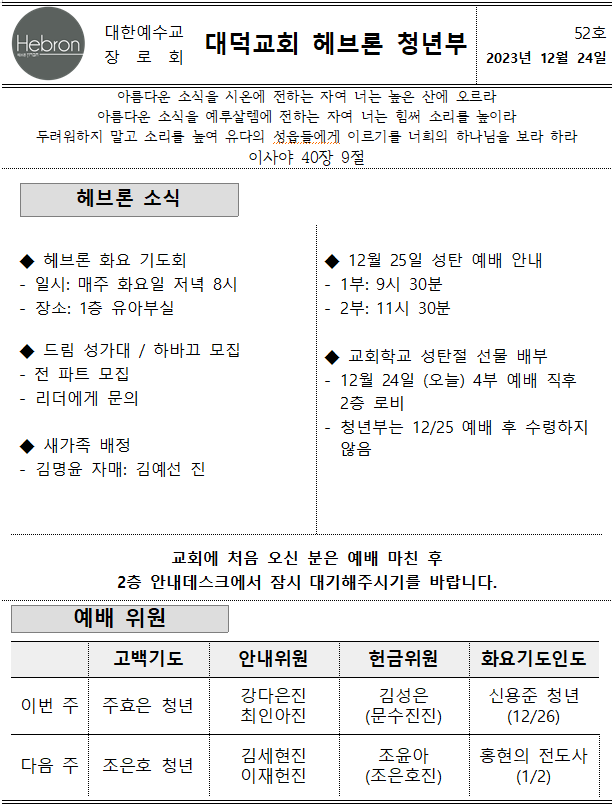 Hebron
대한예수교
장 로 회
대덕교회 헤브론 청년부
52호
2023년 12월 24일
아름다운 소식을 시온에 전하는 자여 너는 높은 산에 오르라
아름다운 소식을 예루살렘에 전하는 자여 너는 힘써 소리를 높이라
두려워하지 말고 소리를 높여 유다의 성읍들에게 이르기를 너희의 하나님을 보라 하라
이사야 40장 9절
헤브론 소식
◆ 헤브론 화요 기도회
- 일시: 매주 화요일 저녁 8시
- 장소: 1층 유아부실
◆ 드림 성가대 / 하바끄 모집
- 전 파트 모집
- 리더에게 문의
◆ 새가족 배정
- 김명윤 자매: 김예선 진
◆ 12월 25일 성탄 예배 안내
- 1부: 9시 30분
- 2부: 11시 30분
◆ 교회학교 성탄절 선물 배부
- 12월 24일 (오늘) 4부 예배 직후
2층 로비
- 청년부는 12/25 예배 후 수령하지
않음
교회에 처음 오신 분은 예배 마친 후
2층 안내데스크에서 잠시 대기해주시기를 바랍니다.
예배 위원
고백기도 안내위원 헌금위원 화요기도인도
이번 주 주효은 청년 강다은진 김성은 신용준 청년
최인아진 (문수진진) (12/26)
다음 주 조은호 청년 김세현진 조윤아 홍현의 전도사
이재헌진 (조은호진) (1/2)